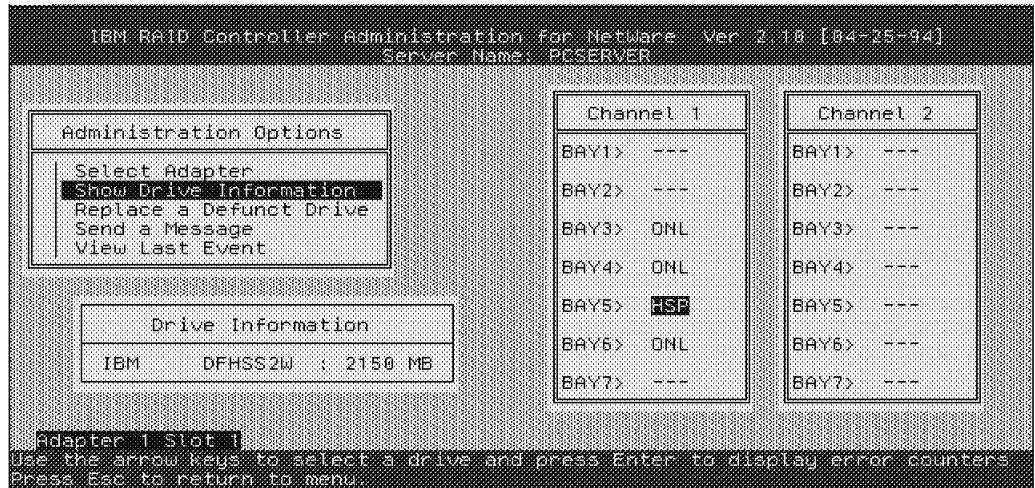 IBM RAID Controller Administration for NetWare Ver 2.10 [04-25-94]
Server Name: PCSERVER
Administration Options
Select Adapter
Show Drive Information
Replace a Defunct Drive
Send a Message
View Last Event
Drive Information
IBM DFHSS2W : 2150 MB
Channel 1
BAY1> ---
BAY2> ---
BAY3> ONL
BAY4> ONL
BAY5> HSP
BAY6> ONL
BAY7> ---
Channel 2
BAY1> ---
BAY2> ---
BAY3> ---
BAY4> ---
BAY5> ---
BAY6> ---
BAY7> ---
Adapter 1 Slot 1
Use the arrow keys to select a drive and press Enter to display error counters
Press Esc to return to menu.